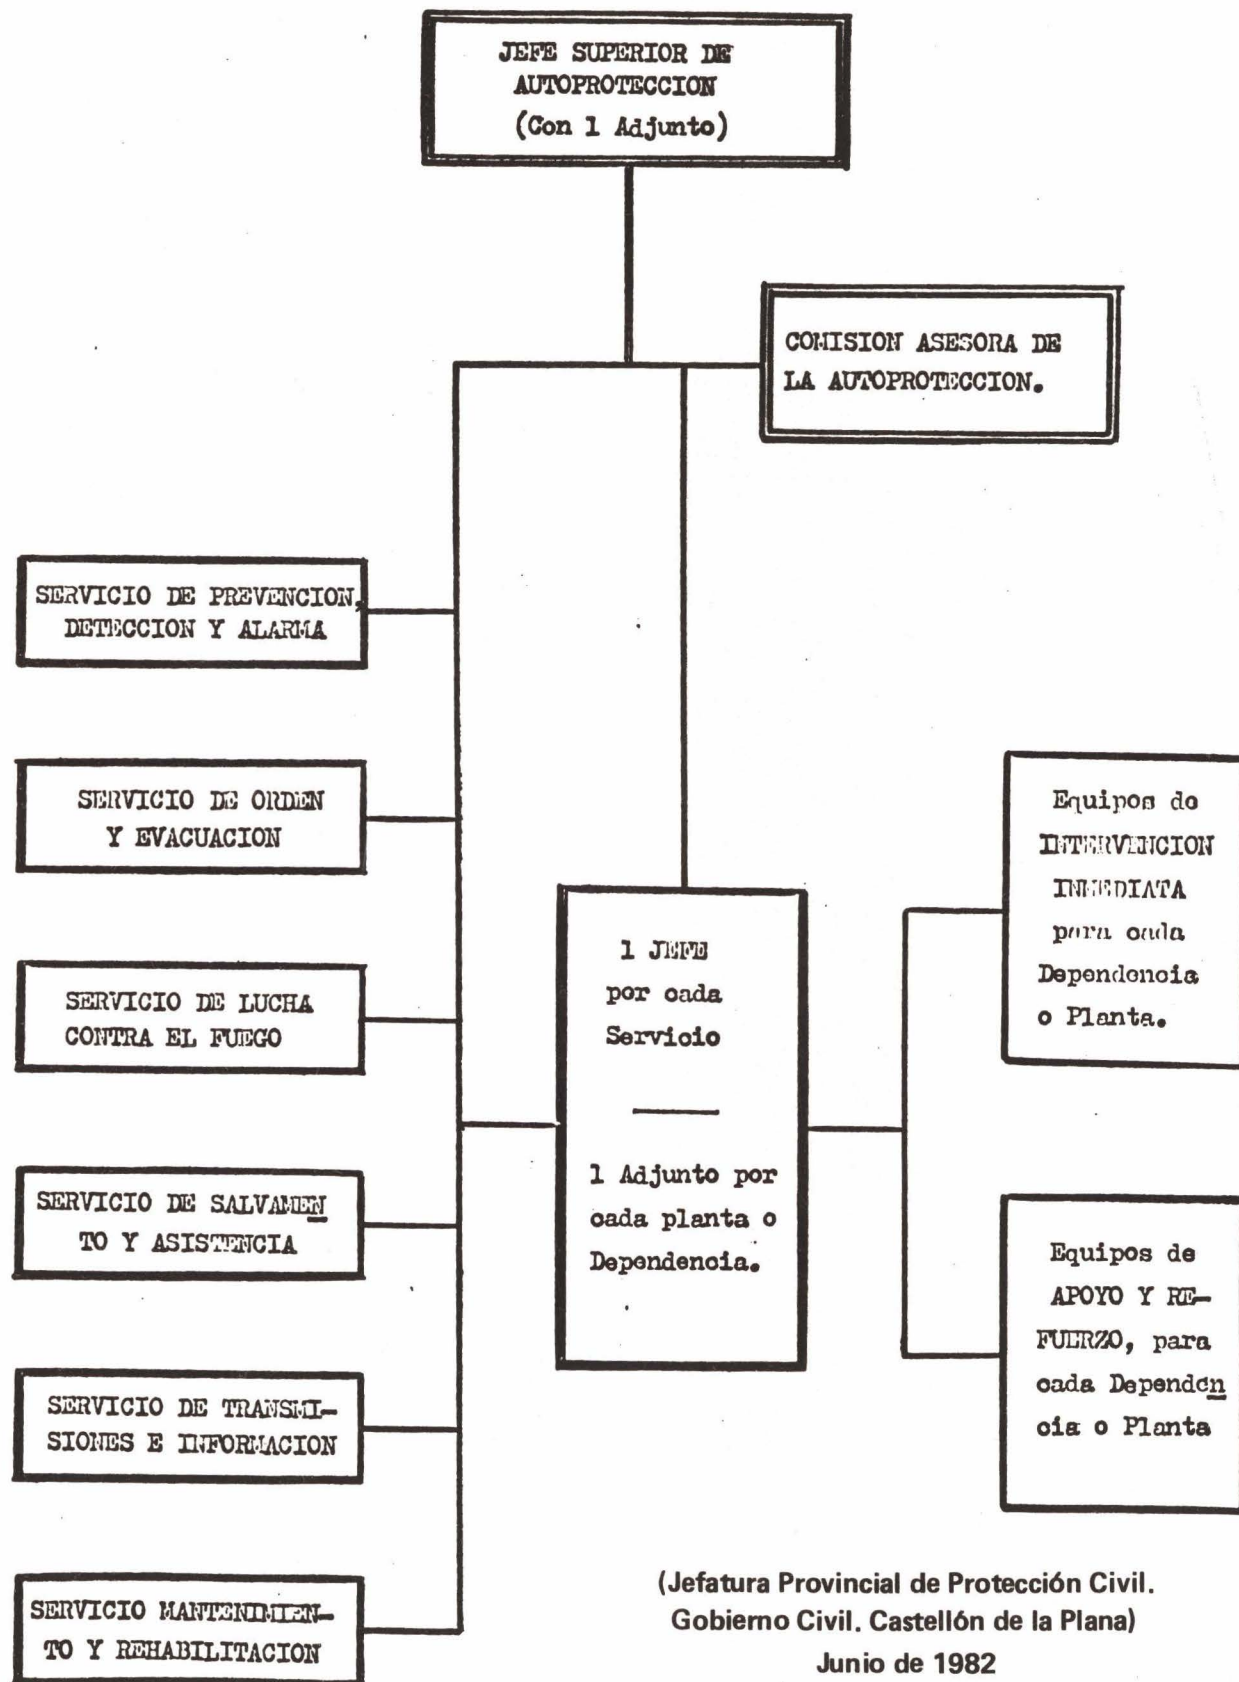 JEFE SUPERIOR DE
AUTOPROTECCION
(Con 1 Adjunto)
COMISION ASESORA DE
LA AUTOPROTECCION.
SERVICIO DE PREVENCION,
DETECCION Y ALARMA
SERVICIO DE ORDEN
Y EVACUACION
SERVICIO DE LUCHA
CONTRA EL FUEGO
SERVICIO DE SALVAMEN
TO Y ASISTENCIA
SERVICIO DE TRANSMI-
SIONES E INFORMACION
SERVICIO MANTENIMIEN-
TO Y REHABILITACION
1 JEFE
por cada
Servicio
1 Adjunto por
cada planta o
Dependencia.
Equipos de
INTERVENCION
INMEDIATA
para cada
Dependencia
o Planta.
Equipos de
APOYO Y RE-
FUERZO, para
cada Dependen
cia o Planta
(Jefatura Provincial de Protección Civil.
Gobierno Civil. Castellón de la Plana)
Junio de 1982